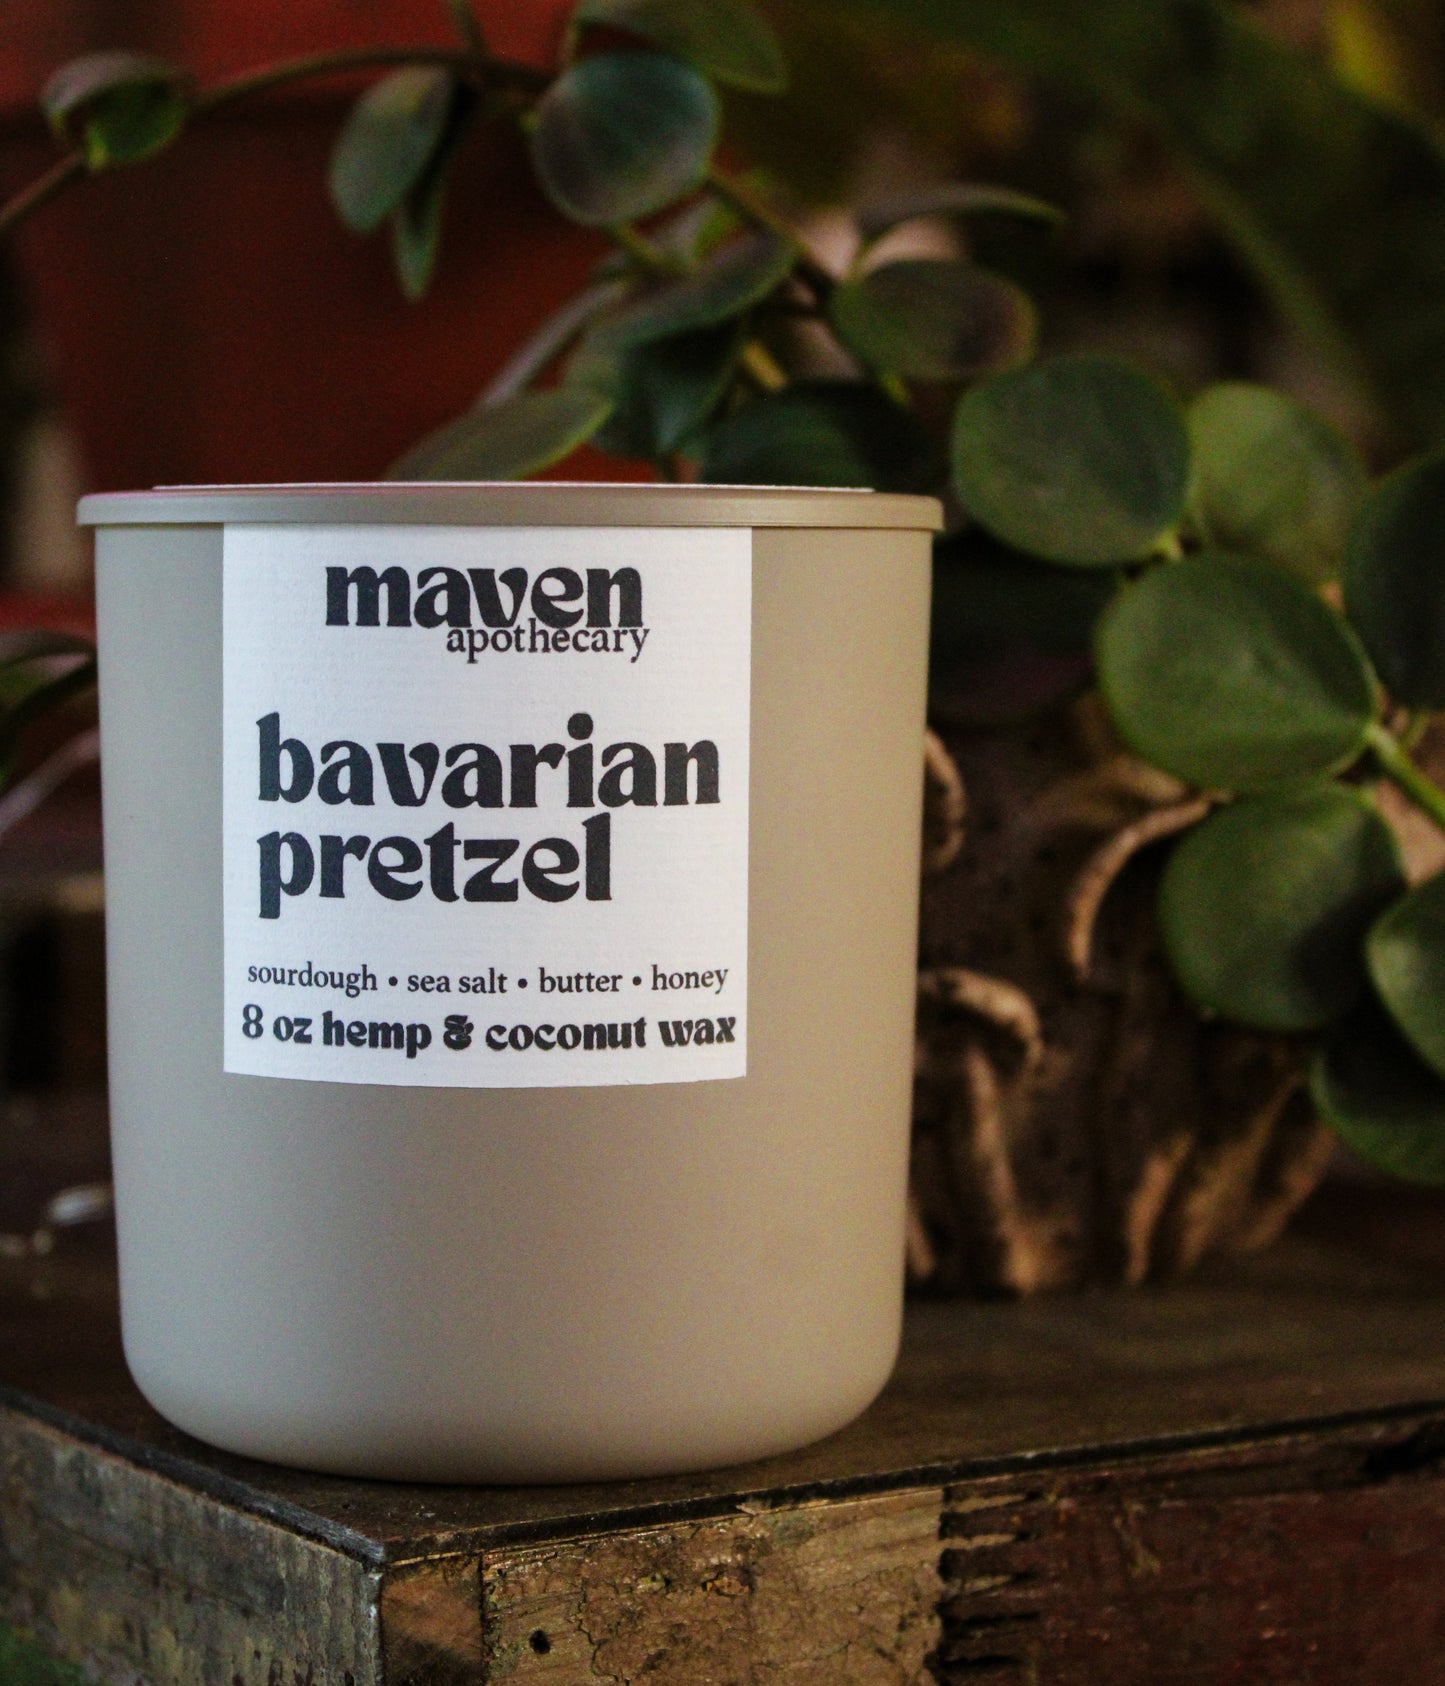 maven
apothecary
bavarian
pretzel
sourdough • sea salt • butter • honey
8 oz hemp & coconut wax